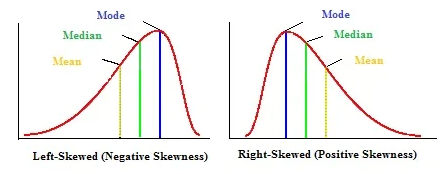 Mode
Median
Mean
Left-Skewed (Negative Skewness)
Mode
Median
Mean
Right-Skewed (Positive Skewness)